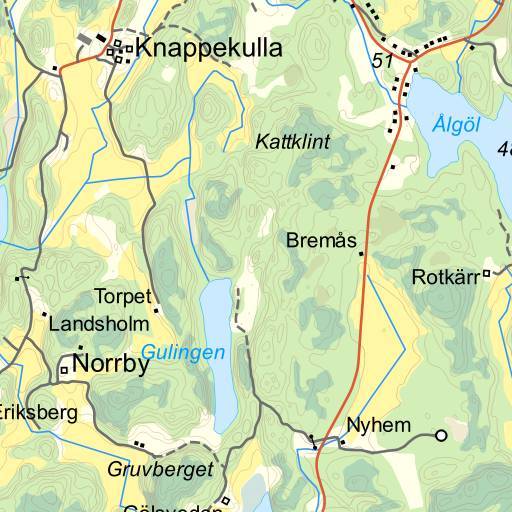 Knappekulla
51
Ålgöl
Kattklint
Bremås
Rotkärr
Torpet
Landsholm
Gulingen
Norrby
Eriksberg
Nyhem
Gruvberget